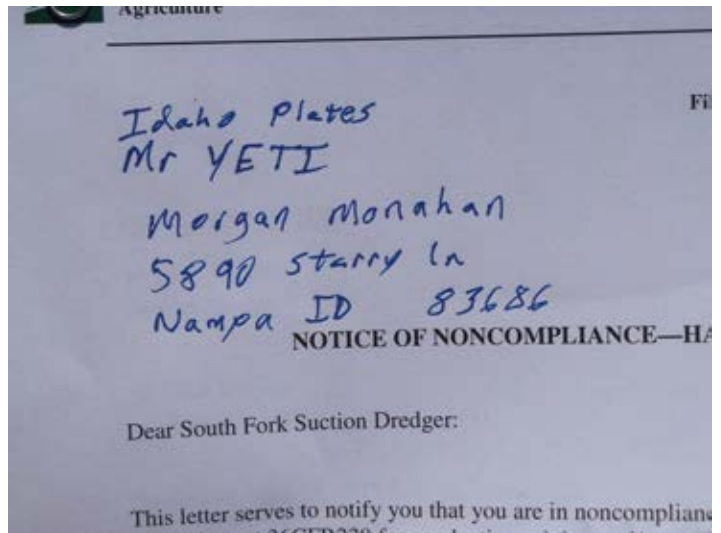 Agriculture
Idaho Plates
Mr YETI
Morgan Monahan
5890 Starry Ln
Nampa ID 83686
NOTICE OF NONCOMPLIANCE—HA
Dear South Fork Suction Dredger:
This letter serves to notify you that you are in noncomplianc